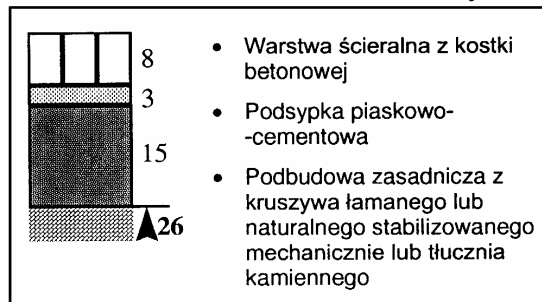 8
3
15
26
• Warstwa ścieralna z kostki
betonowej
• Podsypka piaskowo-
-cementowa
• Podbudowa zasadnicza z
kruszywa łamanego lub
naturalnego stabilizowanego
mechanicznie lub tłucznia
kamiennego